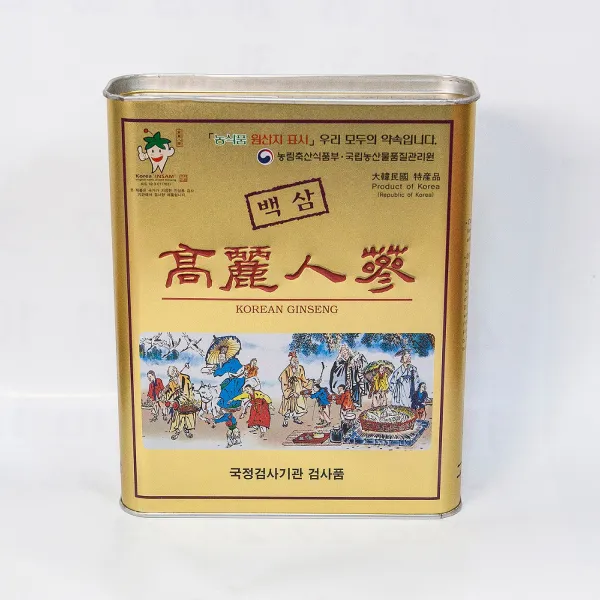 「농식품 원산지 표시」 우리 모두의 약속입니다.
농림축산식품부·국립농산물품질관리원
Korea INSAM
大韓民國 特産品
Product of Korea
(Republic of Korea)
백삼
高麗人蔘
KOREAN GINSENG
국정검사기관 검사품